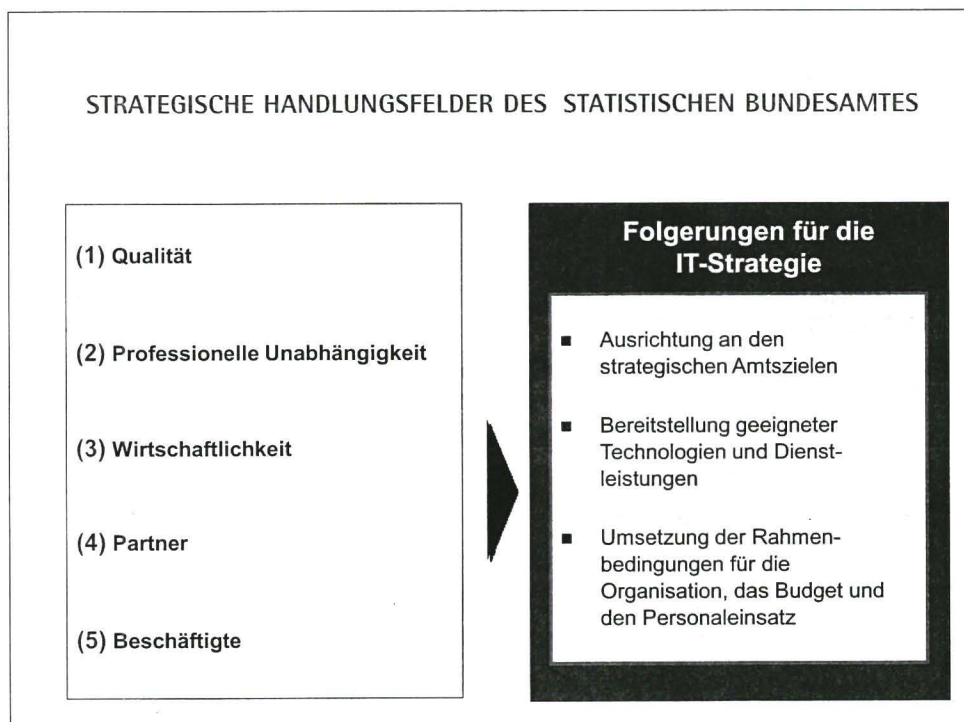 STRATEGISCHE HANDLUNGSFELDER DES STATISTISCHEN BUNDESAMTES
(1) Qualität
(2) Professionelle Unabhängigkeit
(3) Wirtschaftlichkeit
(4) Partner
(5) Beschäftigte
Folgerungen für die
IT-Strategie
■ Ausrichtung an den
strategischen Amtszielen
■ Bereitstellung geeigneter
Technologien und Dienst-
leistungen
■ Umsetzung der Rahmen-
bedingungen für die
Organisation, das Budget und
den Personaleinsatz